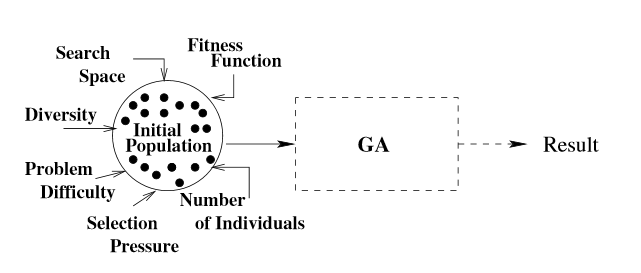 Fitness
Function
Search
Space
Diversity
Initial
Population
Problem
Difficulty
Selection
Pressure
Number
of Individuals
GA
Result